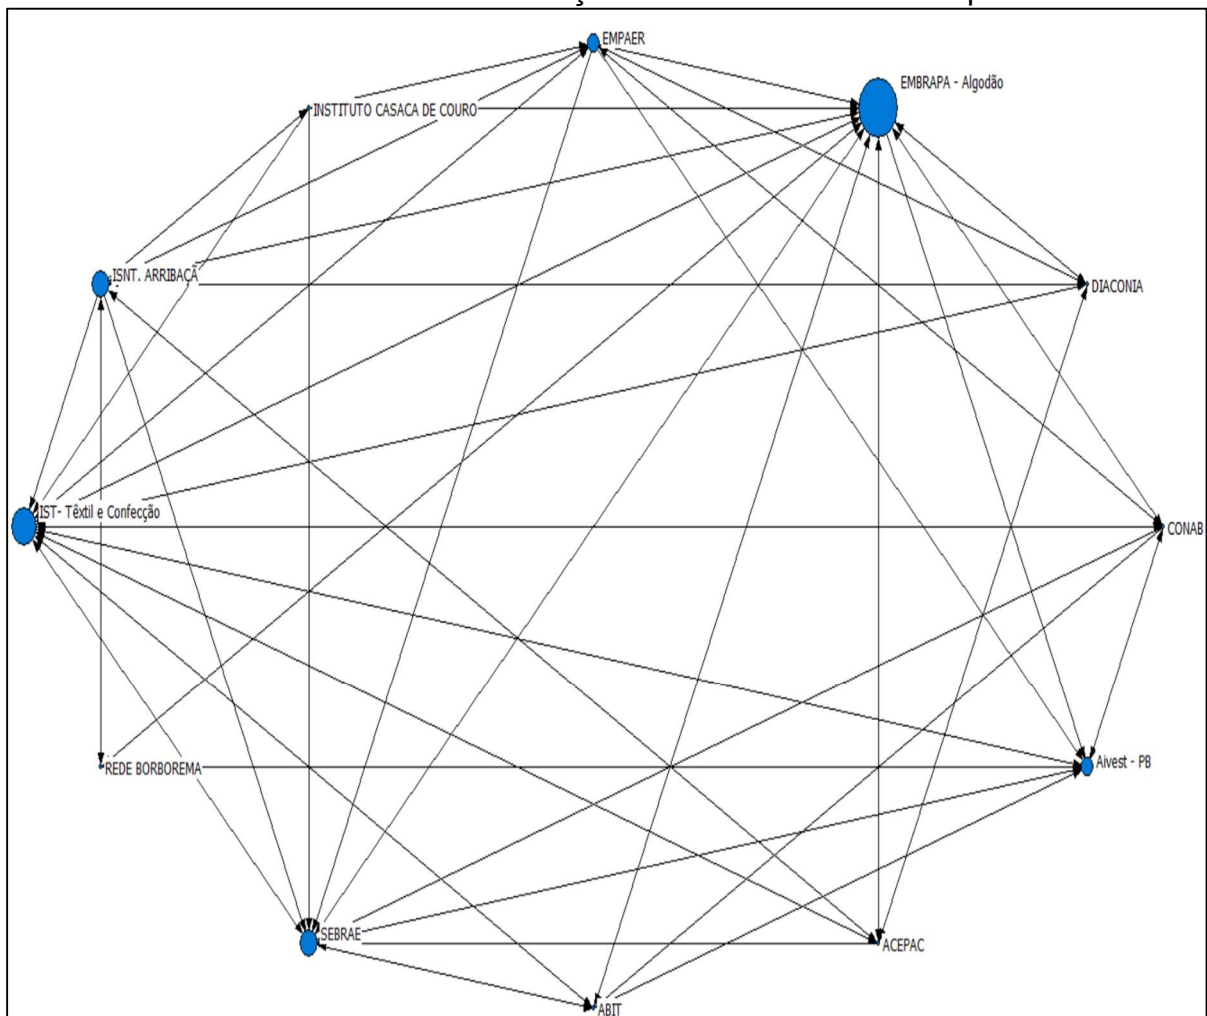 EMPAER
EMBRAPA - Algodão
INSTITUTO CASACA DE COURO
ISNT. ARRIBAÇÃ
DIACONIA
IST- Têxtil e Confecção
CONAB
REDE BORBOREMA
Aivest - PB
SEBRAE
ACEPAC
ABIT